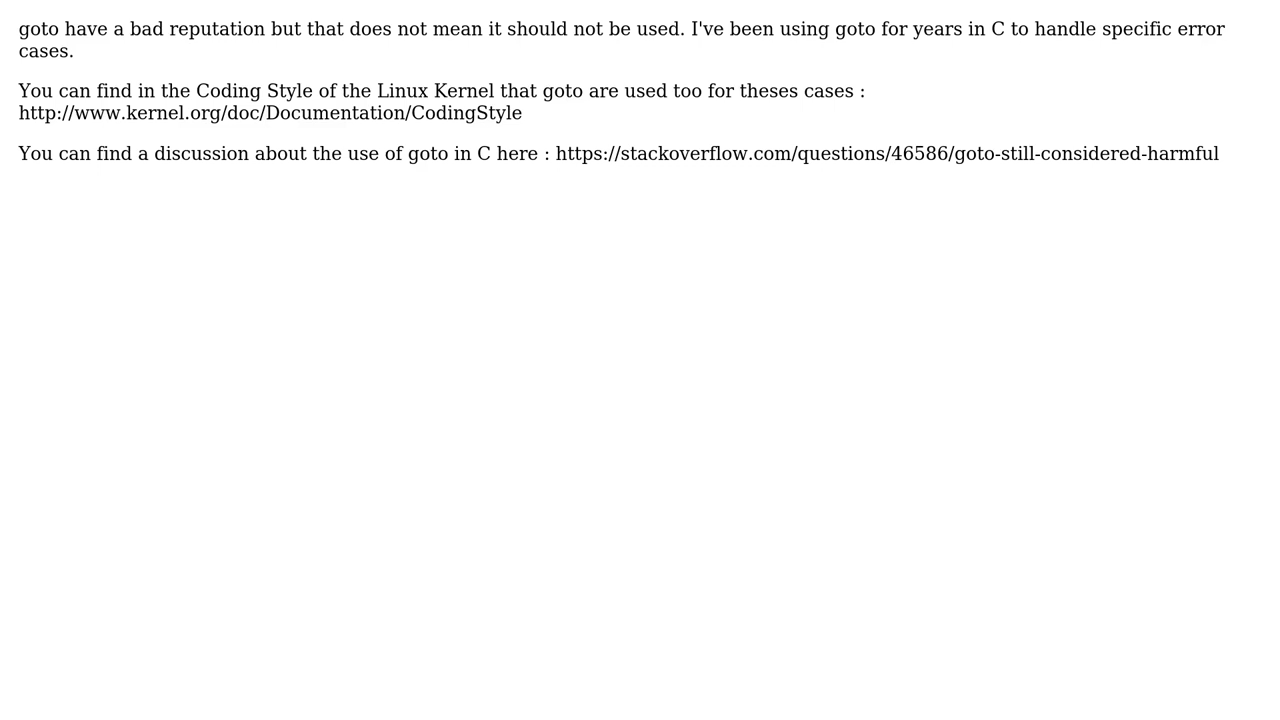 goto have a bad reputation but that does not mean it should not be used. I've been using goto for years in C to handle specific error
cases.
You can find in the Coding Style of the Linux Kernel that goto are used too for theses cases :
http://www.kernel.org/doc/Documentation/CodingStyle
You can find a discussion about the use of goto in C here : https://stackoverflow.com/questions/46586/goto-still-considered-harmful